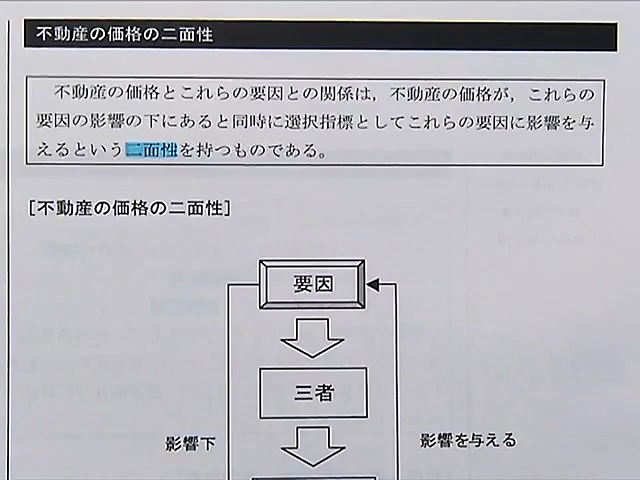 不動産の価格の二面性
不動産の価格とこれらの要因との関係は，不動産の価格が，これらの
要因の影響の下にあると同時に選択指標としてこれらの要因に影響を与
えるという二面性を持つものである。
［不動産の価格の二面性］
要因
三者
影響下
影響を与える